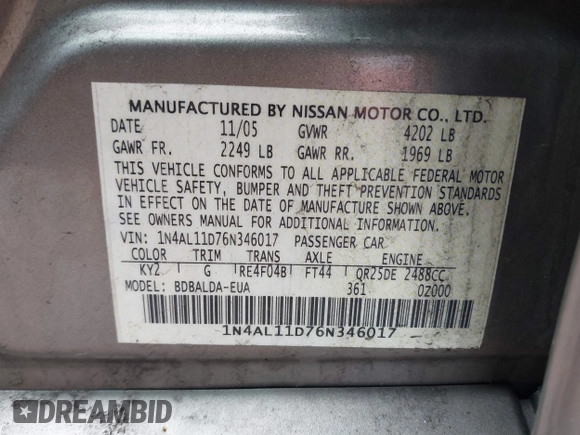 MANUFACTURED BY NISSAN MOTOR CO., LTD.
DATE 11/05 GVWR 4202 LB
GAWR FR. 2249 LB GAWR RR. 1969 LB
THIS VEHICLE CONFORMS TO ALL APPLICABLE FEDERAL MOTOR
VEHICLE SAFETY, BUMPER AND THEFT PREVENTION STANDARDS
IN EFFECT ON THE DATE OF MANUFACTURE SHOWN ABOVE.
SEE OWNERS MANUAL FOR ADDITIONAL INFORMATION.
VIN: 1N4AL11D76N346017 PASSENGER CAR
COLOR TRIM TRANS AXLE ENGINE
KY2 G RE4F04B FT44 QR25DE 2488CC
MODEL: BDBALDA-EUA 361 0Z000
1N4AL11D76N346017
DREAMBID